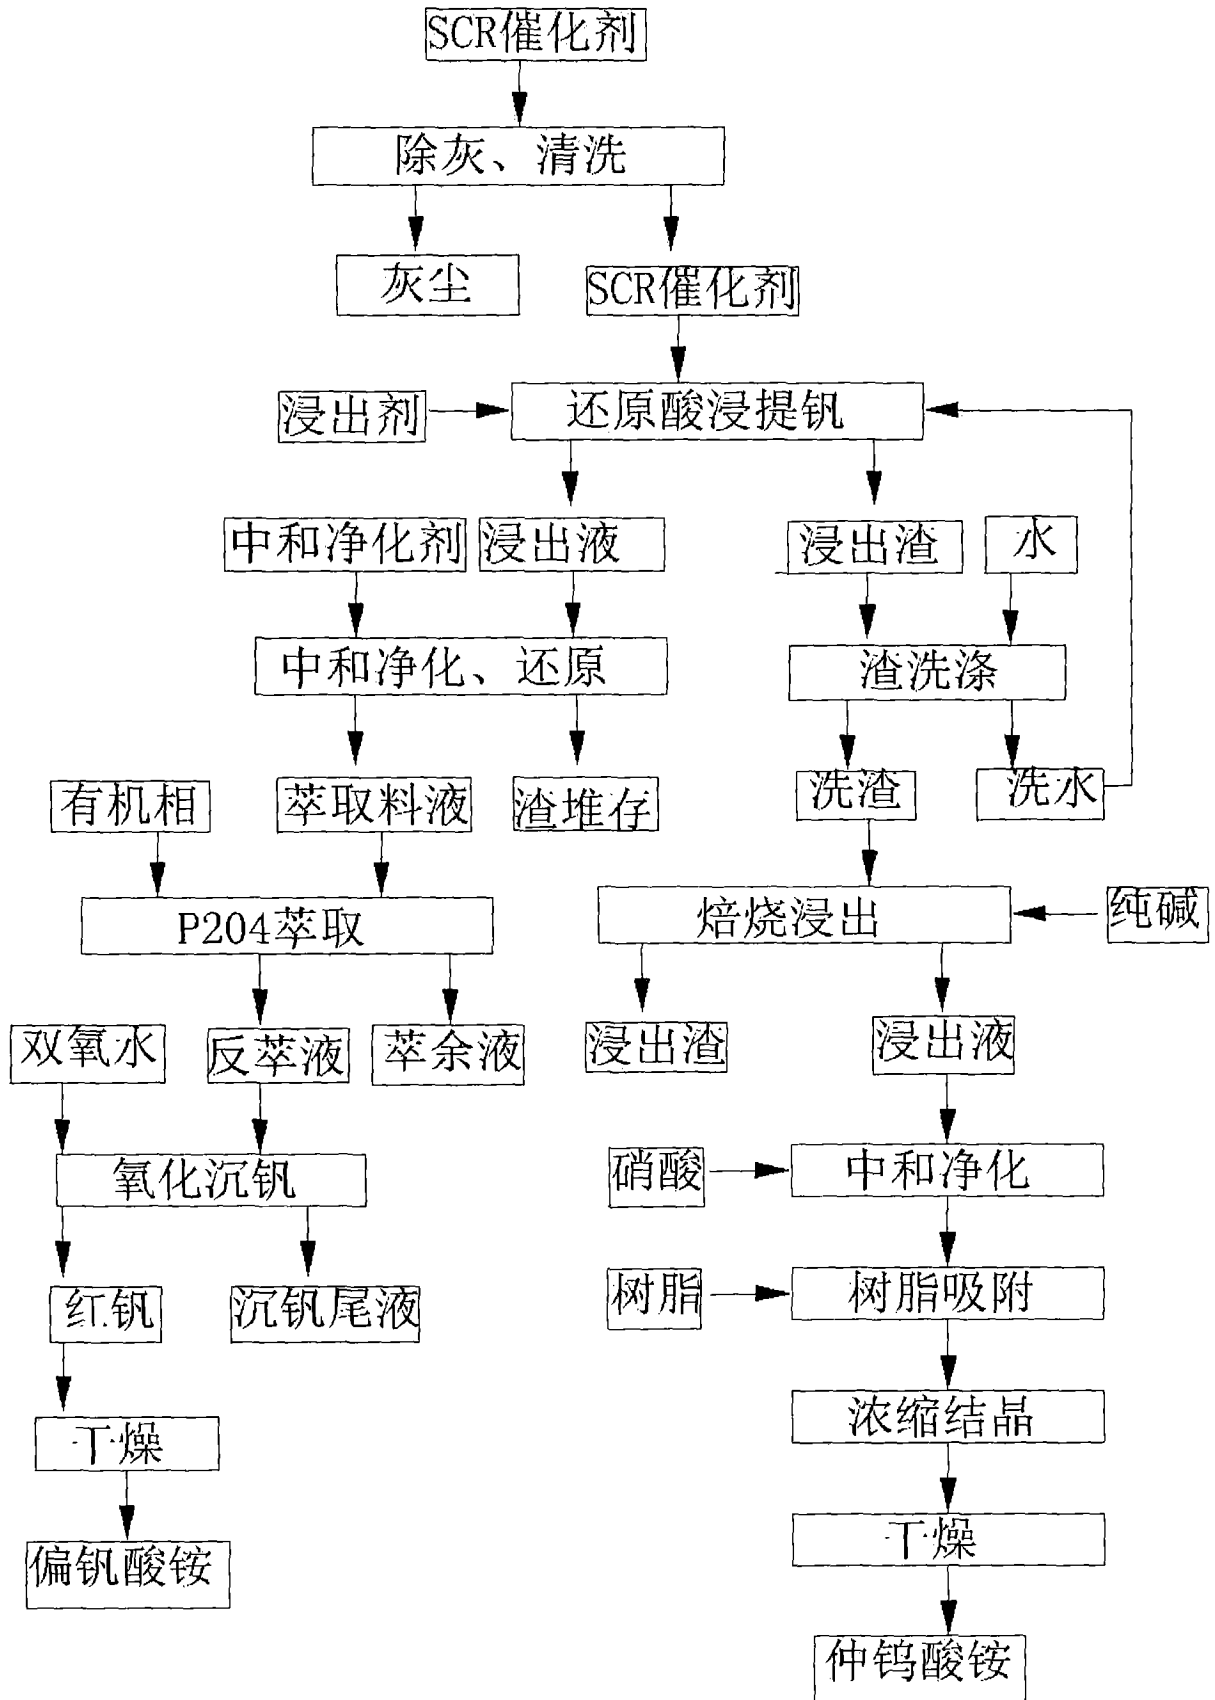 SCR催化剂
除灰、清洗
灰尘
SCR催化剂
浸出剂
还原酸浸提钒
中和净化剂
浸出液
浸出渣
水
中和净化、还原
渣洗涤
有机相
萃取料液
渣堆存
洗渣
洗水
P204萃取
焙烧浸出
纯碱
双氧水
反萃液
萃余液
浸出渣
浸出液
氧化沉钒
硝酸
中和净化
红钒
沉钒尾液
树脂
树脂吸附
干燥
浓缩结晶
偏钒酸铵
干燥
仲钨酸铵